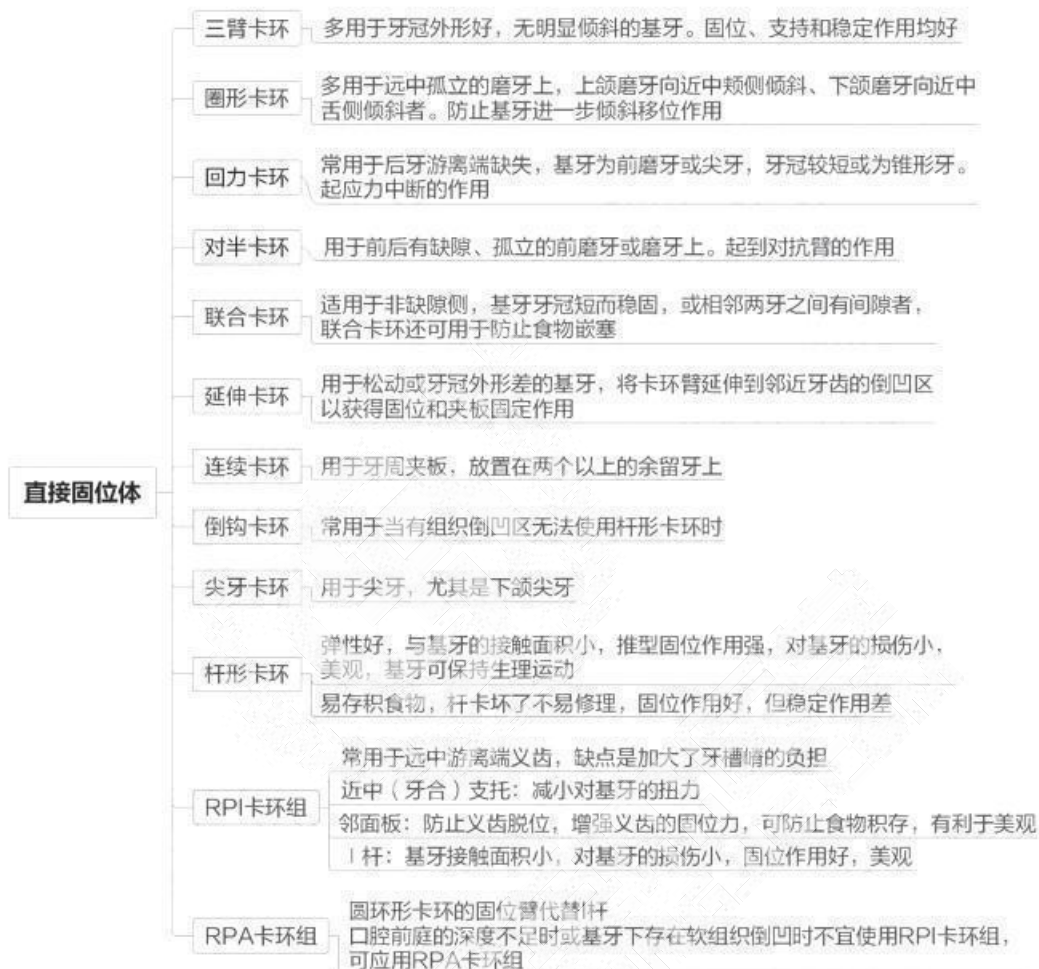 直接固位体
三臂卡环
多用于牙冠外形好，无明显倾斜的基牙。固位、支持和稳定作用均好
圈形卡环
多用于远中孤立的磨牙上，上颌磨牙向近中颊侧倾斜、下颌磨牙向近中
舌侧倾斜者。防止基牙进一步倾斜移位作用
回力卡环
常用于后牙游离端缺失，基牙为前磨牙或尖牙，牙冠较短或为锥形牙。
起应力中断的作用
对半卡环
用于前后有缺隙、孤立的前磨牙或磨牙上。起到对抗臂的作用
联合卡环
适用于非缺隙侧，基牙牙冠短而稳固，或相邻两牙之间有间隙者，
联合卡环还可用于防止食物嵌塞
延伸卡环
用于松动或牙冠外形差的基牙，将卡环臂延伸到邻近牙齿的倒凹区
以获得固位和夹板固定作用
连续卡环
用于牙周夹板，放置在两个以上的余留牙上
倒钩卡环
常用于当有组织倒凹区无法使用杆形卡环时
尖牙卡环
用于尖牙，尤其是下颌尖牙
杆形卡环
弹性好，与基牙的接触面积小，推型固位作用强，对基牙的损伤小，
美观，基牙可保持生理运动
易存积食物，杆卡坏了不易修理，固位作用好，但稳定作用差
RPI卡环组
常用于远中游离端义齿，缺点是加大了牙槽嵴的负担
近中（牙合）支托：减小对基牙的扭力
邻面板：防止义齿脱位，增强义齿的固位力，可防止食物积存，有利于美观
I杆：基牙接触面积小，对基牙的损伤小，固位作用好，美观
RPA卡环组
圆环形卡环的固位臂代替I杆
口腔前庭的深度不足时或基牙下存在软组织倒凹时不宜使用RPI卡环组，
可应用RPA卡环组